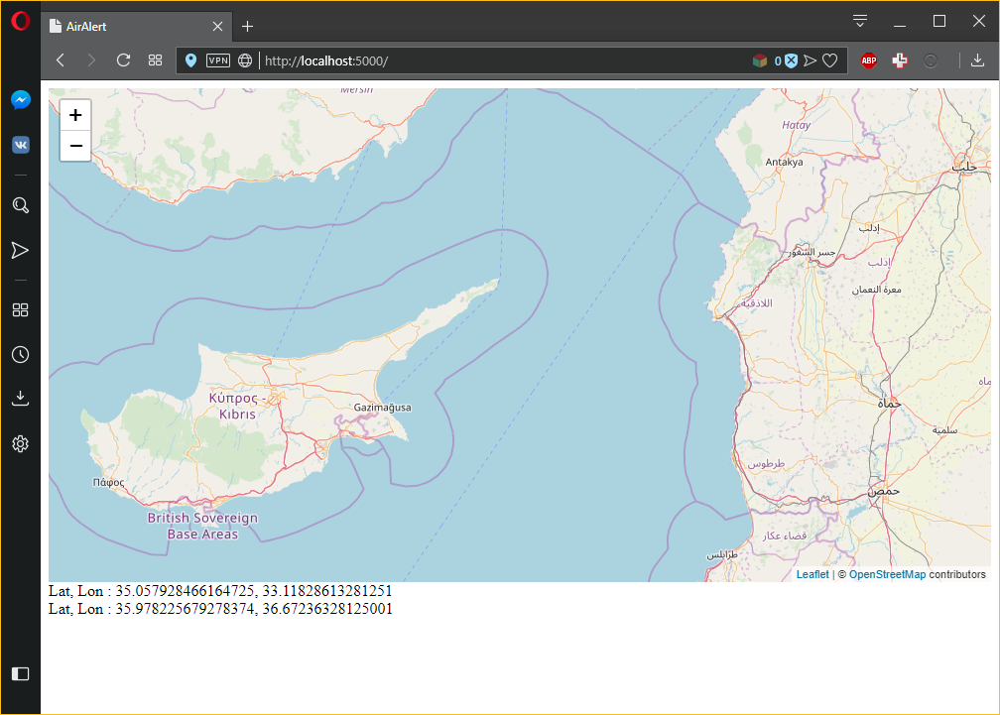 AirAlert
VPN
http://localhost:5000/
0
ABP
+
−
Mersin
Hatay
Antakya
حلب
إدلب
جسر الشغور
إدلب
معرة النعمان
اللاذقية
حماه
Κύπρος -
Kıbrıs
Gazimağusa
حماة
سلمية
طرطوس
Πάφος
حمص
British Sovereign
Base Areas
قضاء عكار
طرابلس
Leaflet | © OpenStreetMap contributors
Lat, Lon : 35.057928466164725, 33.11828613281251
Lat, Lon : 35.978225679278374, 36.67236328125001